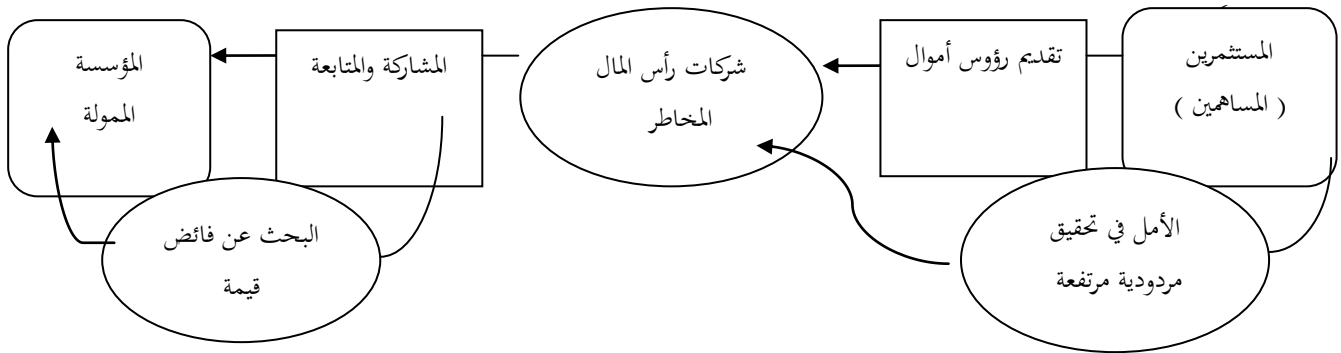 المستثمرين
( المساهمين )
تقديم رؤوس أموال
شركات رأس المال
المخاطر
المشاركة والمتابعة
المؤسسة
الممولة
الأمل في تحقيق
مردودية مرتفعة
البحث عن فائض
قيمة